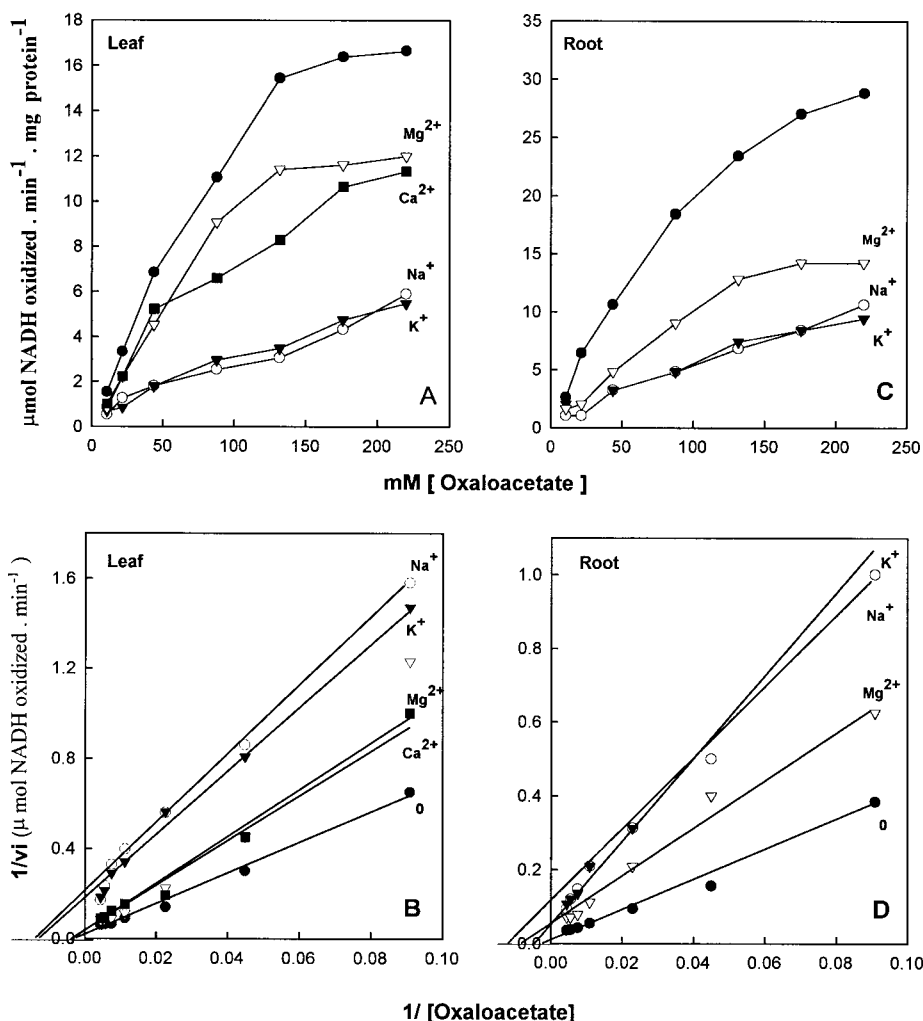 μmol NADH oxidized . min⁻¹ . mg protein⁻¹
18
16
14
12
10
8
6
4
2
0
Leaf
Mg²⁺
Ca²⁺
Na⁺
K⁺
A
0 50 100 150 200 250
35
30
25
20
15
10
5
0
Root
Mg²⁺
Na⁺
K⁺
C
0 50 100 150 200 250
mM [ Oxaloacetate ]
1/vi (μ mol NADH oxidized . min⁻¹)
1.6
1.2
0.8
0.4
0.0
Leaf
Na⁺
K⁺
Mg²⁺
Ca²⁺
0
B
0.00 0.02 0.04 0.06 0.08 0.10
1.0
0.8
0.6
0.4
0.2
0.0
Root
K⁺
Na⁺
Mg²⁺
0
D
0.00 0.02 0.04 0.06 0.08 0.10
1/ [Oxaloacetate]